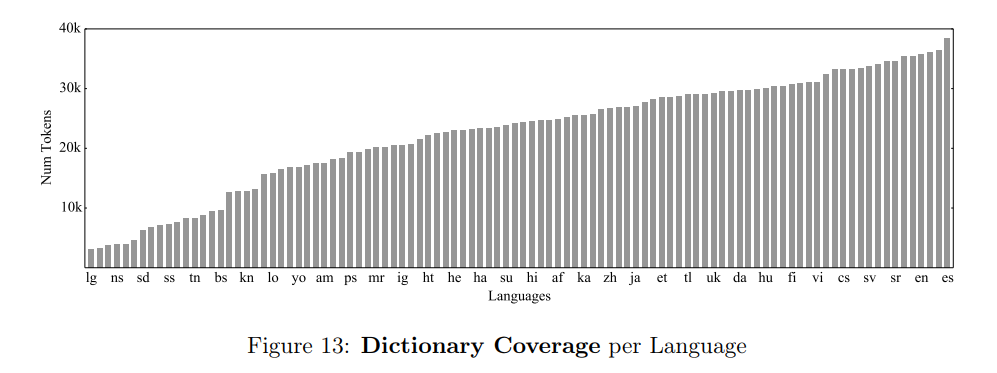 40k
30k
20k
10k
Num Tokens
lg ns sd ss tn bs kn lo yo am ps mr ig ht he ha su hi af ka zh ja et tl uk da hu fi vi cs sv sr en es
Languages
Figure 13: Dictionary Coverage per Language